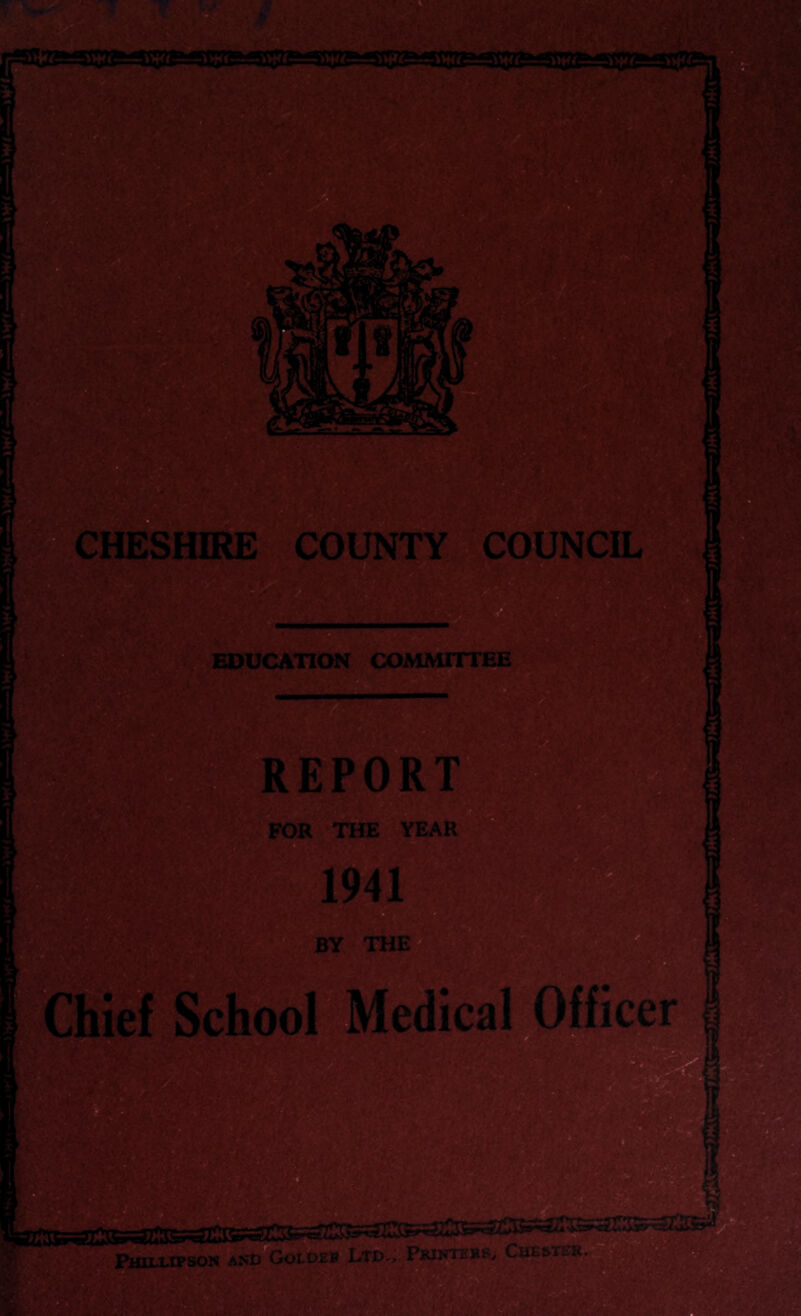 CHESHIRE COUNTY COUNCIL
EDUCATION COMMITTEE
REPORT
FOR THE YEAR
1941
BY THE
Chief School Medical Officer
PHILLIPSON AND GOLDER LTD., PRINTERS, CHESTER.